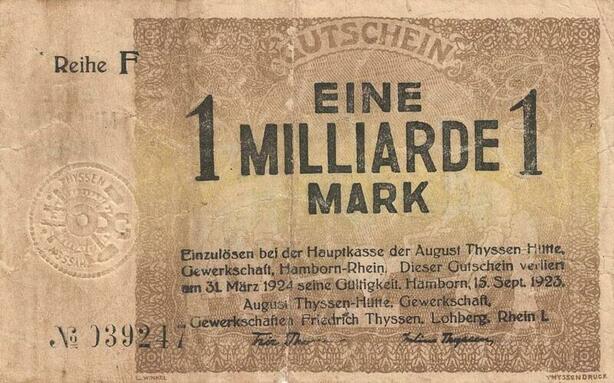 GUTSCHEIN
Reihe F
EINE
1 MILLIARDE 1
MARK
Einzulösen bei der Hauptkasse der August Thyssen-Hütte,
Gewerkschaft, Hamborn-Rhein. Dieser Gutschein verliert
am 31. März 1924 seine Gültigkeit. Hamborn, 15. Sept. 1923.
August Thyssen-Hütte, Gewerkschaft,
Gewerkschaften Friedrich Thyssen, Lohberg, Rhein I.
№ 039247
THYSSEN
L. WINKEL
THYSSENDRUCK